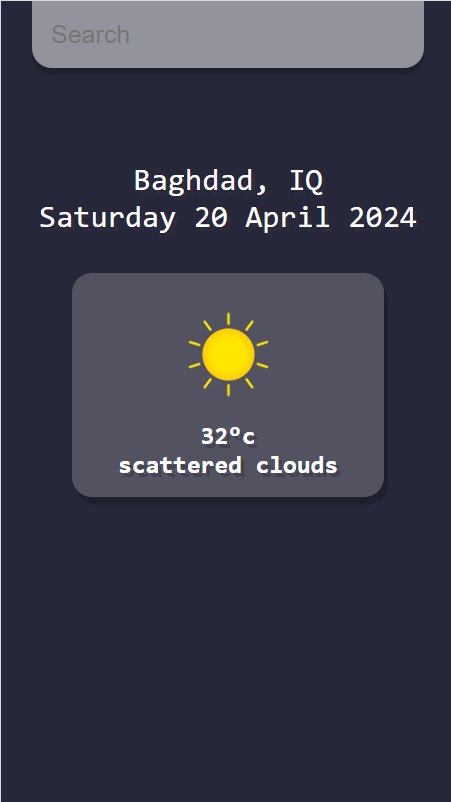 Search
Baghdad, IQ
Saturday 20 April 2024
32°c
scattered clouds